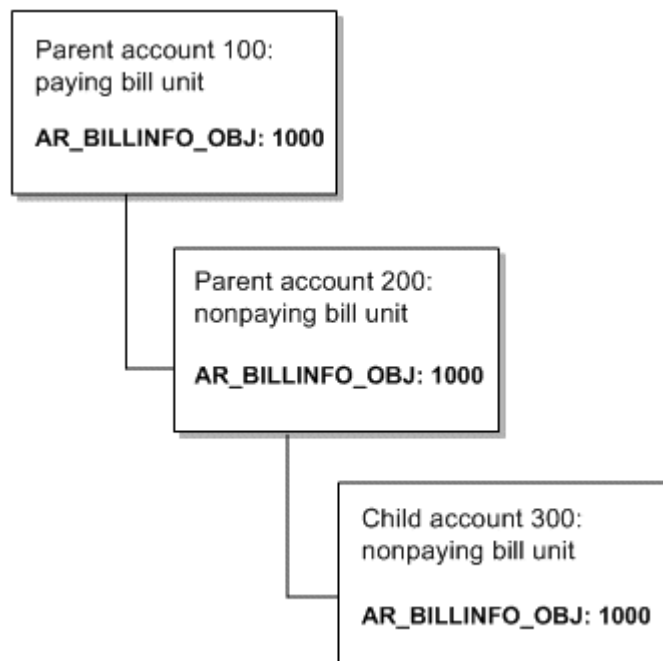 Parent account 100:
paying bill unit
AR_BILLINFO_OBJ: 1000
Parent account 200:
nonpaying bill unit
AR_BILLINFO_OBJ: 1000
Child account 300:
nonpaying bill unit
AR_BILLINFO_OBJ: 1000